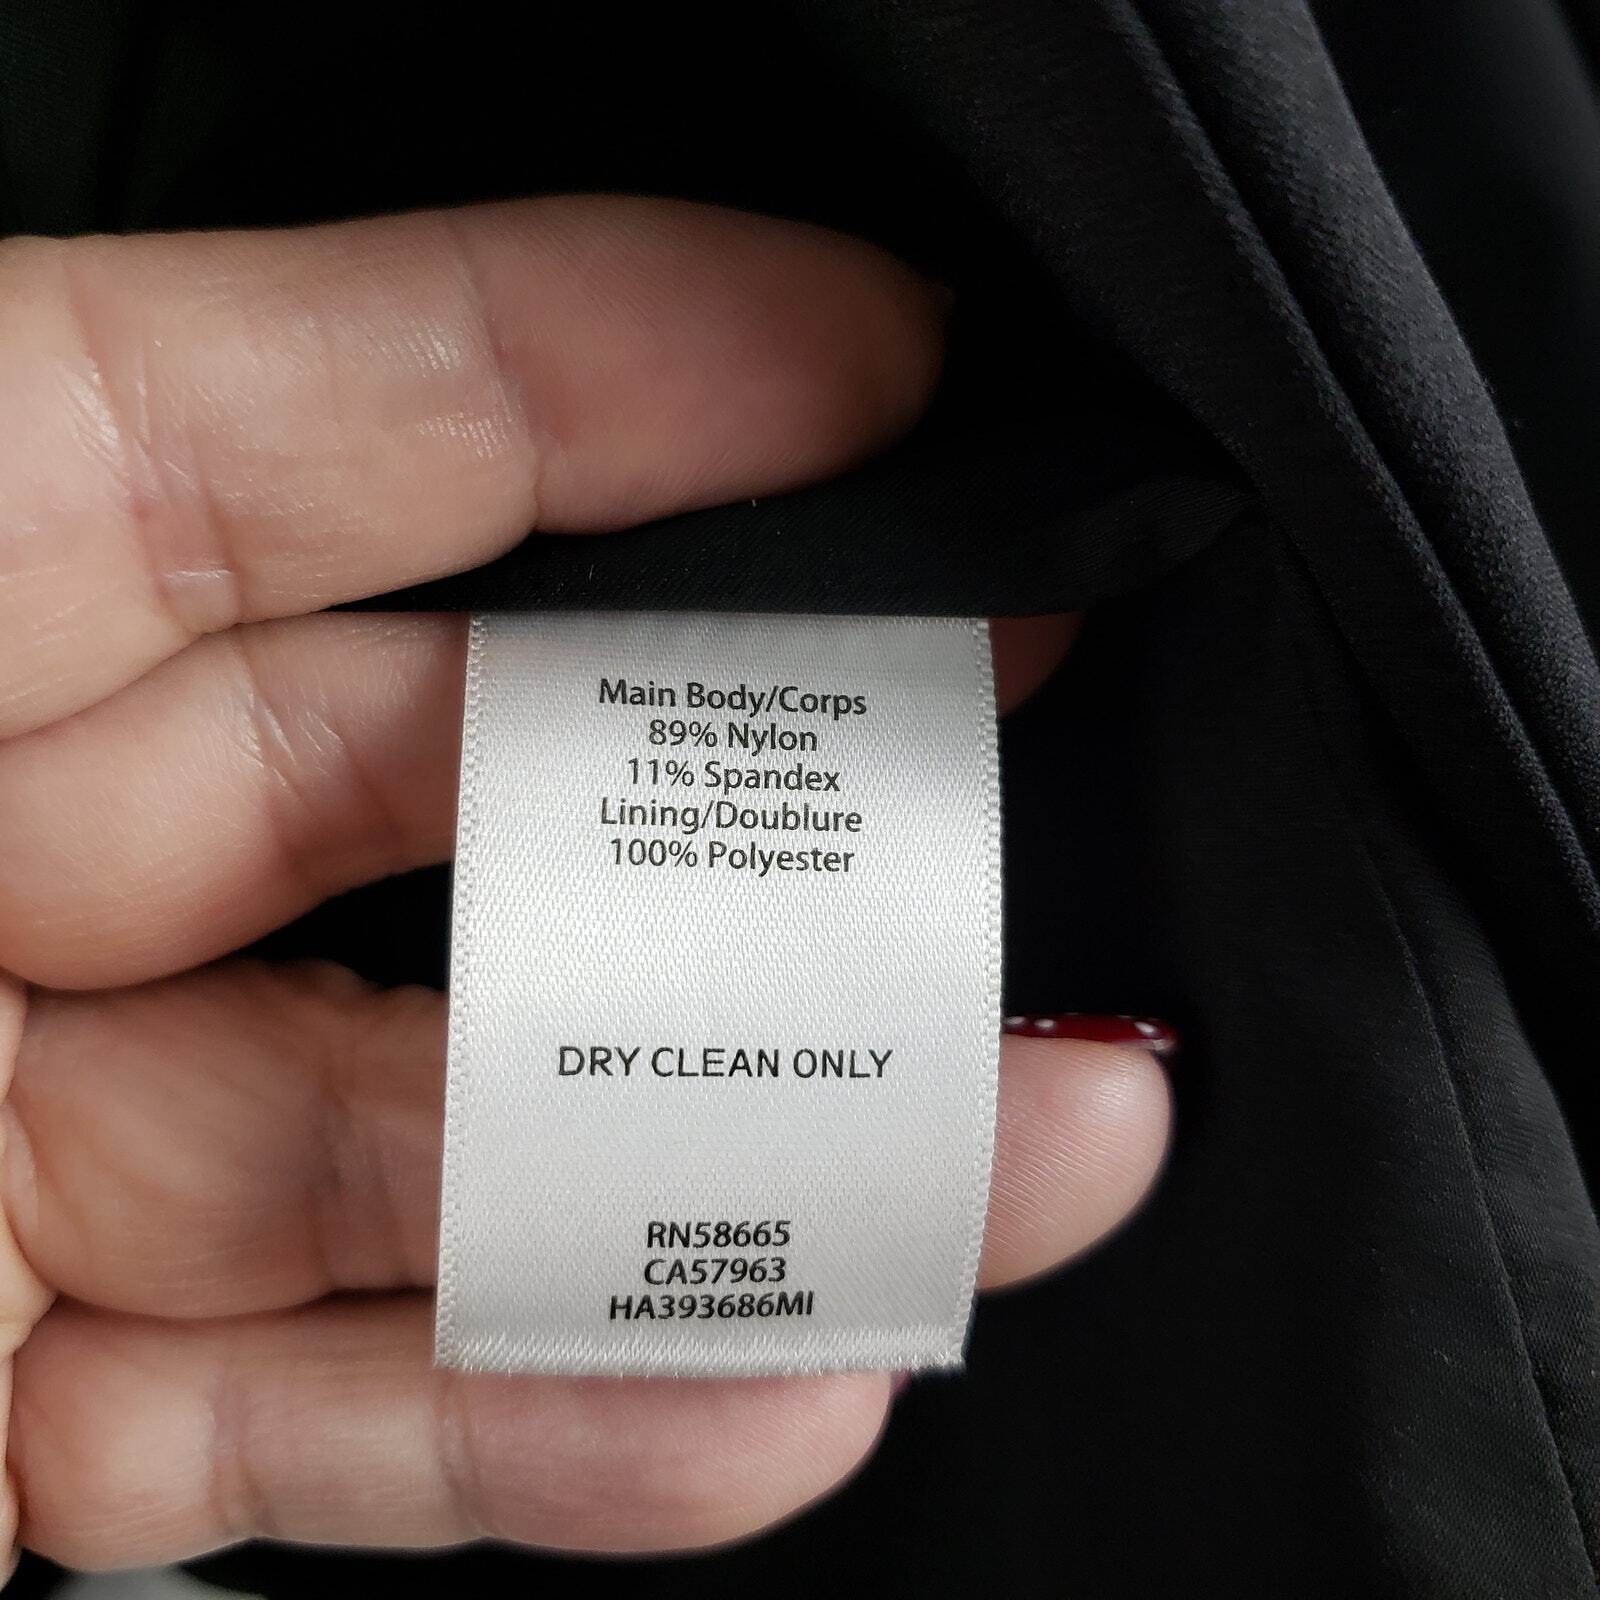 Main Body/Corps
89% Nylon
11% Spandex
Lining/Doublure
100% Polyester
DRY CLEAN ONLY
RN58665
CA57963
HA393686MI